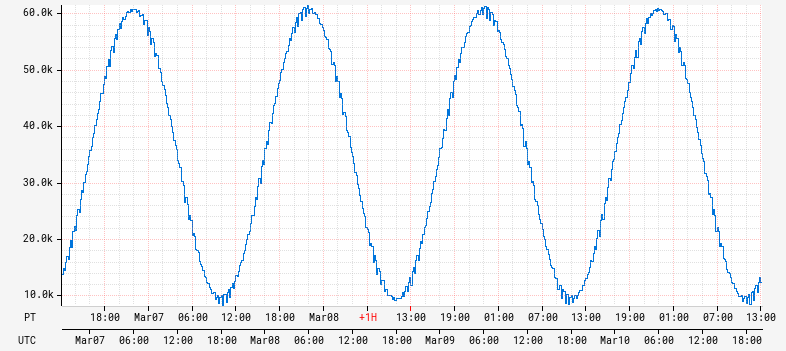 60.0k
50.0k
40.0k
30.0k
20.0k
10.0k
PT 18:00 Mar07 06:00 12:00 18:00 Mar08 +1H 13:00 19:00 01:00 07:00 13:00 19:00 01:00 07:00 13:00
UTC Mar07 06:00 12:00 18:00 Mar08 06:00 12:00 18:00 Mar09 06:00 12:00 18:00 Mar10 06:00 12:00 18:00